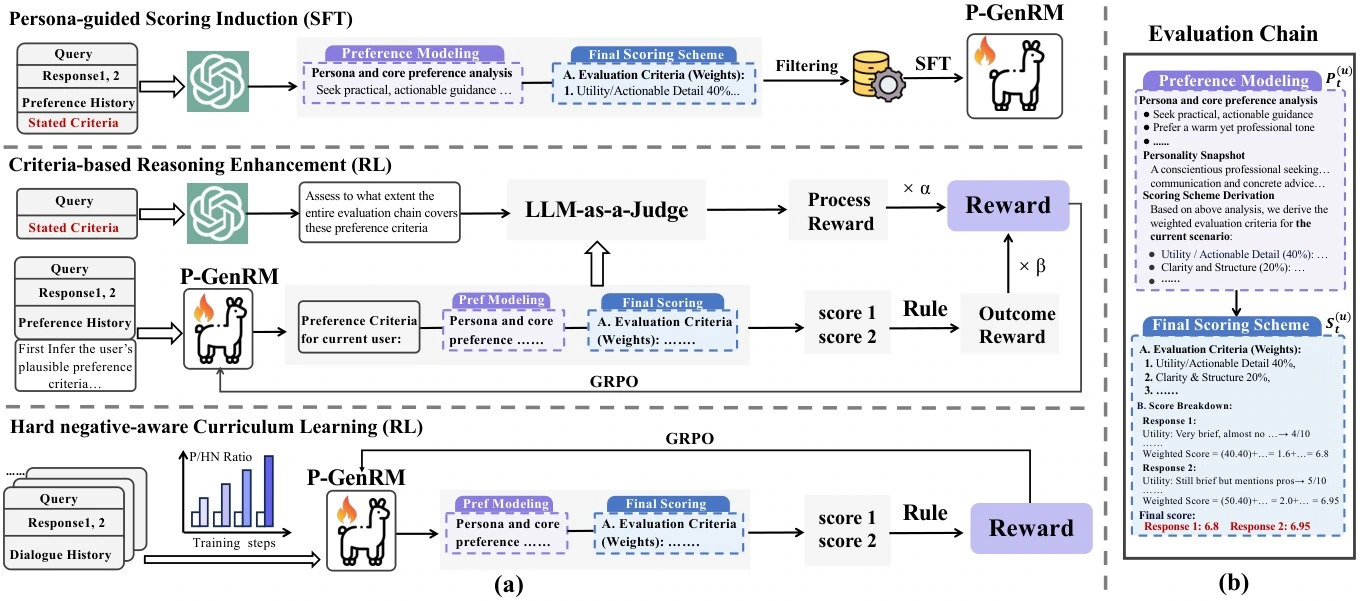 Persona-guided Scoring Induction (SFT)
Query
Response1, 2
Preference History
Stated Criteria
Preference Modeling
Persona and core preference analysis
Seek practical, actionable guidance …
Final Scoring Scheme
A. Evaluation Criteria (Weights):
1. Utility/Actionable Detail 40%...
Filtering
SFT
P-GenRM
Criteria-based Reasoning Enhancement (RL)
Query
Stated Criteria
Assess to what extent the
entire evaluation chain covers
these preference criteria
LLM-as-a-Judge
Process
Reward
× α
Reward
Query
Response1, 2
Preference History
First Infer the user's
plausible preference
criteria…
P-GenRM
Preference Criteria
for current user:
Pref Modeling
Persona and core
preference ……
Final Scoring
A. Evaluation Criteria
(Weights): …….
score 1
score 2
Rule
Outcome
Reward
× β
GRPO
Hard negative-aware Curriculum Learning (RL)
……
Query
Response1, 2
Dialogue History
P/HN Ratio
Training steps
P-GenRM
GRPO
Pref Modeling
Persona and core
preference ……
Final Scoring
A. Evaluation Criteria
(Weights): …….
score 1
score 2
Rule
Reward
(a)
Evaluation Chain
Preference Modeling P_t^(u)
Persona and core preference analysis
● Seek practical, actionable guidance
● Prefer a warm yet professional tone
● ......
Personality Snapshot
A conscientious professional seeking…
communication and concrete advice…
Scoring Scheme Derivation
Based on above analysis, we derive the
weighted evaluation criteria for the
current scenario:
● Utility / Actionable Detail (40%): …
● Clarity and Structure (20%): …
● ……
Final Scoring Scheme S_t^(u)
A. Evaluation Criteria (Weights):
1. Utility/Actionable Detail 40%,
2. Clarity & Structure 20%,
3. ……
B. Score Breakdown:
Response 1:
Utility: Very brief, almost no …→ 4/10
……
Weighted Score = (40.40)+…= 1.6+…= 6.8
Response 2:
Utility: Still brief but mentions pros→ 5/10
……
Weighted Score = (50.40)+…= 2.0+… = 6.95
Final score:
Response 1: 6.8 Response 2: 6.95
(b)